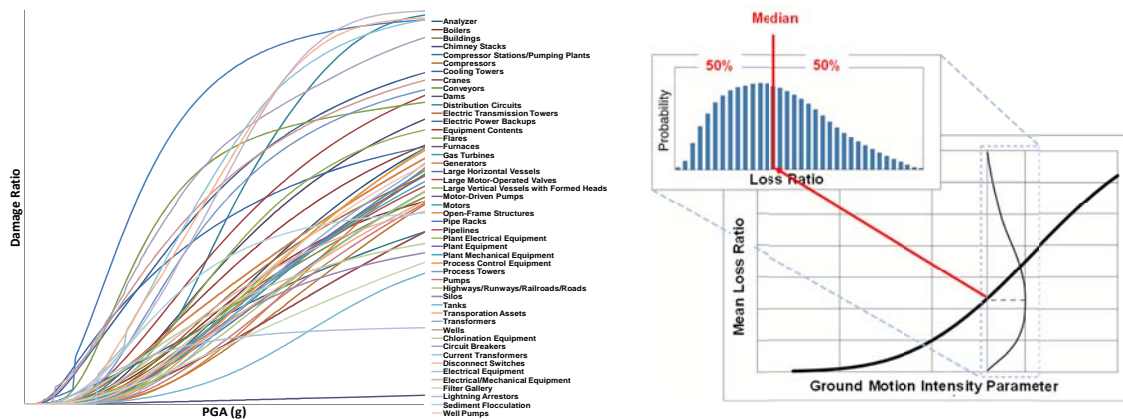 Damage Ratio
PGA (g)
Analyzer
Boilers
Buildings
Chimney Stacks
Compressor Stations/Pumping Plants
Compressors
Cooling Towers
Cranes
Conveyors
Dams
Distribution Circuits
Electric Transmission Towers
Electric Power Backups
Equipment Contents
Flares
Furnaces
Gas Turbines
Generators
Large Horizontal Vessels
Large Motor-Operated Valves
Large Vertical Vessels with Formed Heads
Motor-Driven Pumps
Motors
Open-Frame Structures
Pipe Racks
Pipelines
Plant Electrical Equipment
Plant Equipment
Plant Mechanical Equipment
Process Control Equipment
Process Towers
Pumps
Highways/Runways/Railroads/Roads
Silos
Tanks
Transporation Assets
Transformers
Wells
Chlorination Equipment
Circuit Breakers
Current Transformers
Disconnect Switches
Electrical Equipment
Electrical/Mechanical Equipment
Filter Gallery
Lightning Arrestors
Sediment Flocculation
Well Pumps
Median
50%
50%
Probability
Loss Ratio
Mean Loss Ratio
Ground Motion Intensity Parameter